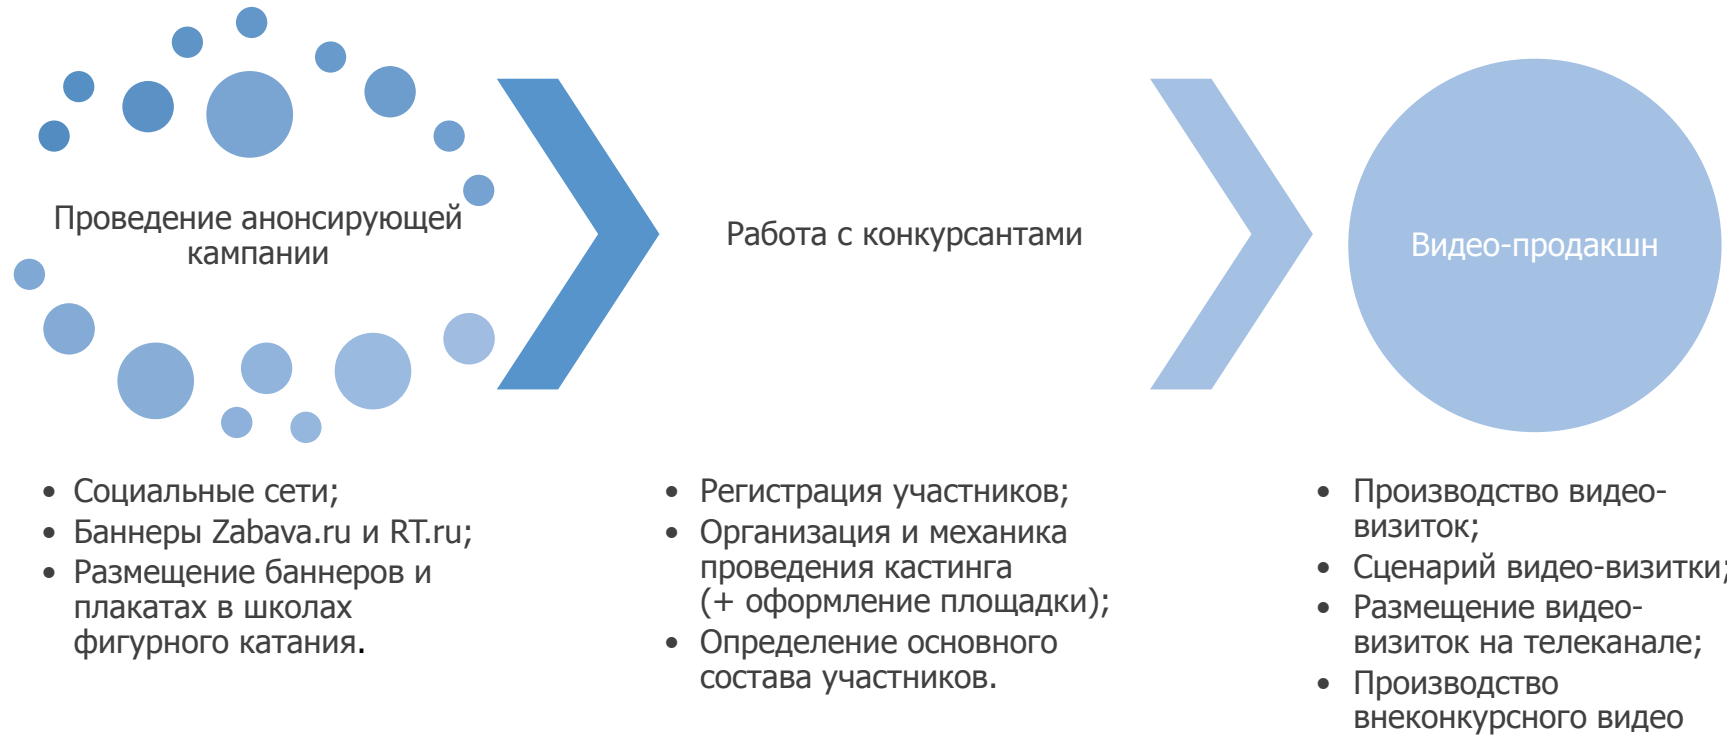 Проведение анонсирующей
кампании
Работа с конкурсантами
Видео-продакшн
• Социальные сети;
• Баннеры Zabava.ru и RT.ru;
• Размещение баннеров и
плакатах в школах
фигурного катания.
• Регистрация участников;
• Организация и механика
проведения кастинга
(+ оформление площадки);
• Определение основного
состава участников.
• Производство видео-
визиток;
• Сценарий видео-визитки;
• Размещение видео-
визиток на телеканале;
• Производство
внеконкурсного видео